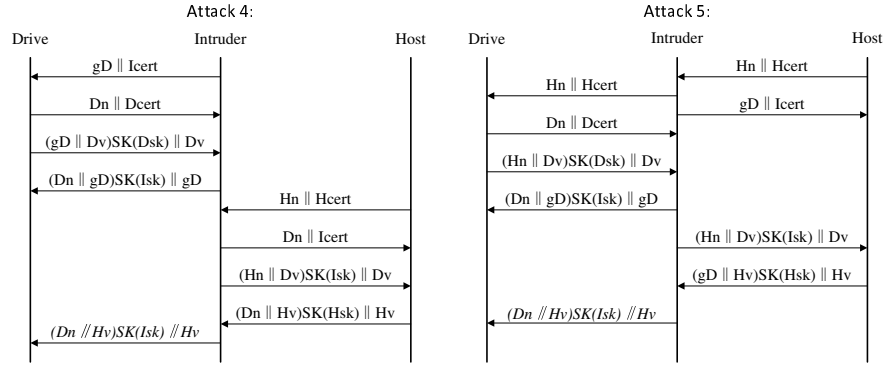 Attack 4:
Drive Intruder Host
gD || Icert
Dn || Dcert
(gD || Dv)SK(Dsk) || Dv
(Dn || gD)SK(Isk) || gD
Hn || Hcert
Dn || Icert
(Hn || Dv)SK(Isk) || Dv
(Dn || Hv)SK(Hsk) || Hv
(Dn || Hv)SK(Isk) || Hv
Attack 5:
Drive Intruder Host
Hn || Hcert
Hn || Hcert
gD || Icert
Dn || Dcert
(Hn || Dv)SK(Dsk) || Dv
(Dn || gD)SK(Isk) || gD
(Hn || Dv)SK(Isk) || Dv
(gD || Hv)SK(Hsk) || Hv
(Dn || Hv)SK(Isk) || Hv